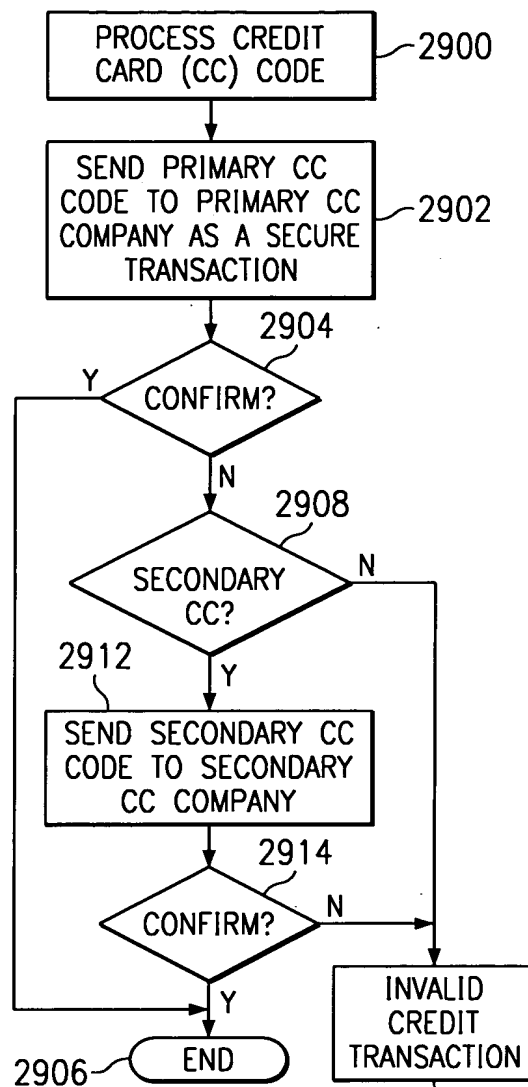 PROCESS CREDIT
CARD (CC) CODE
2900
SEND PRIMARY CC
CODE TO PRIMARY CC
COMPANY AS A SECURE
TRANSACTION
2902
2904
Y
CONFIRM?
N
2908
SECONDARY
CC?
N
Y
2912
SEND SECONDARY CC
CODE TO SECONDARY
CC COMPANY
2914
CONFIRM?
N
Y
INVALID
CREDIT
TRANSACTION
2906
END